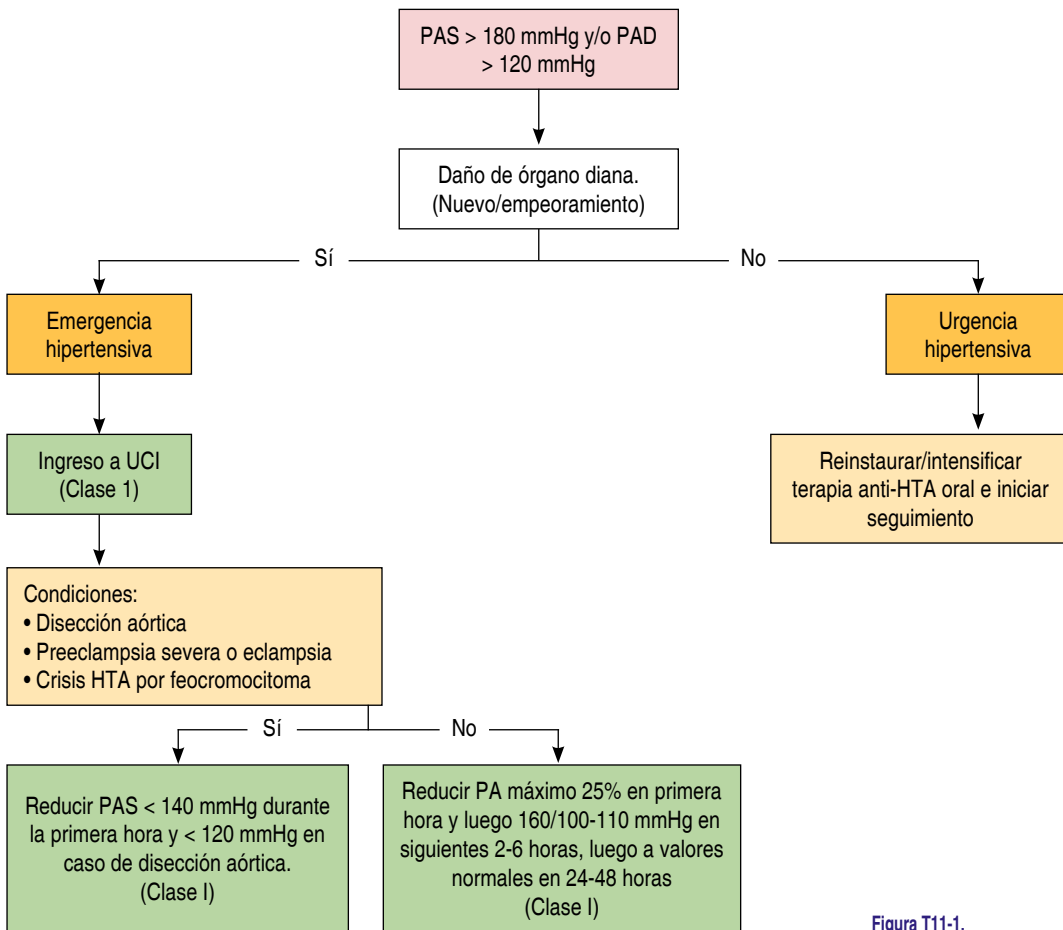 PAS > 180 mmHg y/o PAD
> 120 mmHg
Daño de órgano diana.
(Nuevo/empeoramiento)
Sí
No
Emergencia
hipertensiva
Urgencia
hipertensiva
Ingreso a UCI
(Clase 1)
Reinstaurar/intensificar
terapia anti-HTA oral e iniciar
seguimiento
Condiciones:
• Disección aórtica
• Preeclampsia severa o eclampsia
• Crisis HTA por feocromocitoma
Sí
No
Reducir PAS < 140 mmHg durante
la primera hora y < 120 mmHg en
caso de disección aórtica.
(Clase I)
Reducir PA máximo 25% en primera
hora y luego 160/100-110 mmHg en
siguientes 2-6 horas, luego a valores
normales en 24-48 horas
(Clase I)
Figura T11-1.